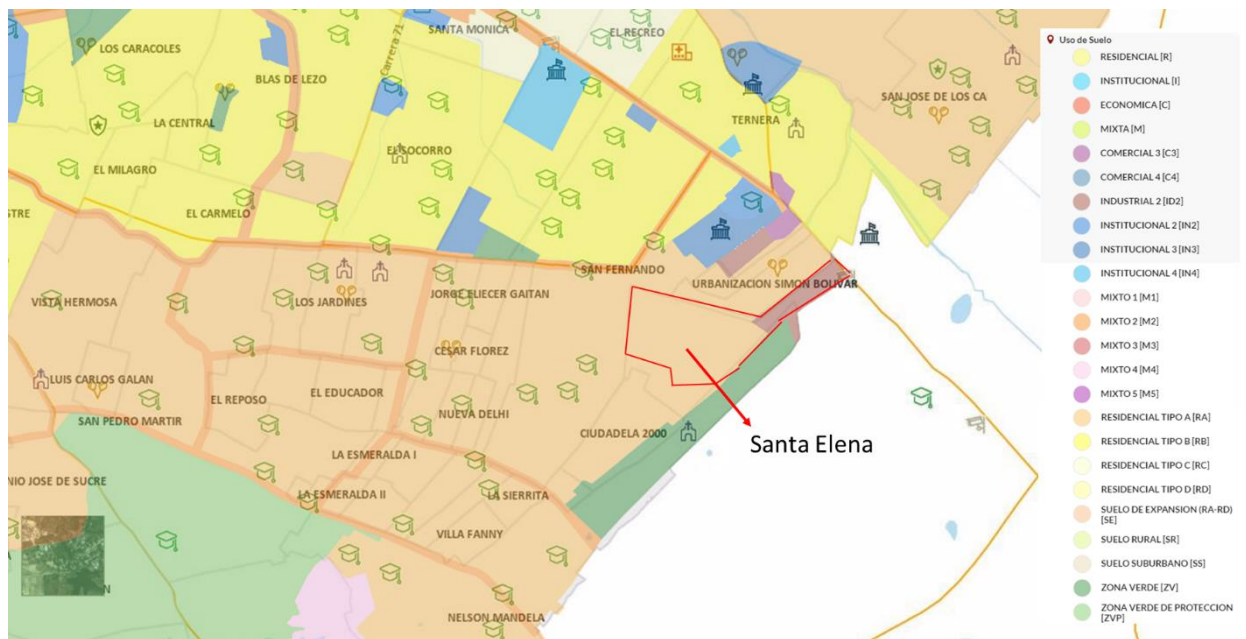 SANTA MONICA
EL RECREO
LOS CARACOLES
Carrera 71
BLAS DE LEZO
SAN JOSE DE LOS CA
LA CENTRAL
TERNERA
EL SOCORRO
EL MILAGRO
STRE
EL CARMELO
SAN FERNANDO
URBANIZACION SIMON BOLIVAR
VISTA HERMOSA
LOS JARDINES
JORGE ELIECER GAITAN
CESAR FLOREZ
LUIS CARLOS GALAN
EL REPOSO
EL EDUCADOR
SAN PEDRO MARTIR
NUEVA DELHI
CIUDADELA 2000
Santa Elena
LA ESMERALDA I
NIO JOSE DE SUCRE
LA ESMERALDA II
LA SIERRITA
VILLA FANNY
N
NELSON MANDELA
Uso de Suelo
RESIDENCIAL [R]
INSTITUCIONAL [I]
ECONOMICA [C]
MIXTA [M]
COMERCIAL 3 [C3]
COMERCIAL 4 [C4]
INDUSTRIAL 2 [ID2]
INSTITUCIONAL 2 [IN2]
INSTITUCIONAL 3 [IN3]
INSTITUCIONAL 4 [IN4]
MIXTO 1 [M1]
MIXTO 2 [M2]
MIXTO 3 [M3]
MIXTO 4 [M4]
MIXTO 5 [M5]
RESIDENCIAL TIPO A [RA]
RESIDENCIAL TIPO B [RB]
RESIDENCIAL TIPO C [RC]
RESIDENCIAL TIPO D [RD]
SUELO DE EXPANSION (RA-RD)
[SE]
SUELO RURAL [SR]
SUELO SUBURBANO [SS]
ZONA VERDE [ZV]
ZONA VERDE DE PROTECCION
[ZVP]